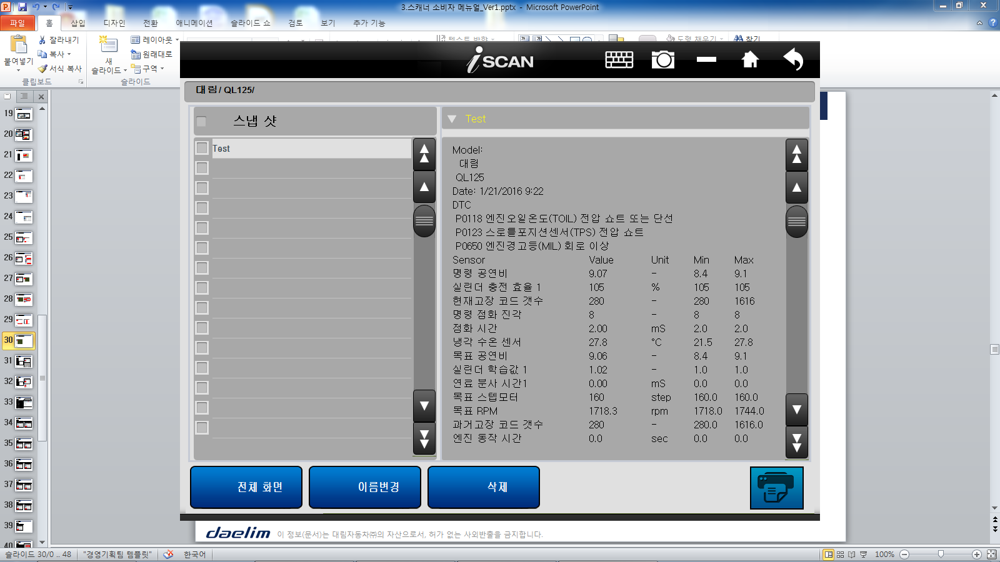 3.스캐너 소비자 메뉴얼_Ver1.pptx - Microsoft PowerPoint
파일 홈 삽입 디자인 전환 애니메이션 슬라이드 쇼 검토 보기 추가 기능
붙여넣기
잘라내기
복사
서식 복사
클립보드
새 슬라이드
레이아웃
원래대로
구역
슬라이드
텍스트 방향
도형 채우기
찾기
i SCAN
대림/ QL125/
스냅 샷
Test
Test
Model:
대림
QL125
Date: 1/21/2016 9:22
DTC
P0118 엔진오일온도(TOIL) 전압 쇼트 또는 단선
P0123 스로틀포지션센서(TPS) 전압 쇼트
P0650 엔진경고등(MIL) 회로 이상
Sensor Value Unit Min Max
명령 공연비 9.07 - 8.4 9.1
실린더 충전 효율 1 105 % 105 105
현재고장 코드 갯수 280 - 280 1616
명령 점화 진각 8 - 8 8
점화 시간 2.00 mS 2.0 2.0
냉각 수온 센서 27.8 °C 21.5 27.8
목표 공연비 9.06 - 8.4 9.1
실린더 학습값 1 1.02 - 1.0 1.0
연료 분사 시간1 0.00 mS 0.0 0.0
목표 스텝모터 160 step 160.0 160.0
목표 RPM 1718.3 rpm 1718.0 1744.0
과거고장 코드 갯수 280 - 280.0 1616.0
엔진 동작 시간 0.0 sec 0.0 0.0
전체 화면
이름변경
삭제
19
20
21
22
23
24
25
26
27
28
29
30
31
32
33
34
35
36
37
38
39
40
daelim 이 정보(문서)는 대림자동차㈜의 자산으로서, 허가 없는 사외반출을 금지합니다.
슬라이드 30/0 .. 48 "경영기획팀 템플릿" 한국어 100%